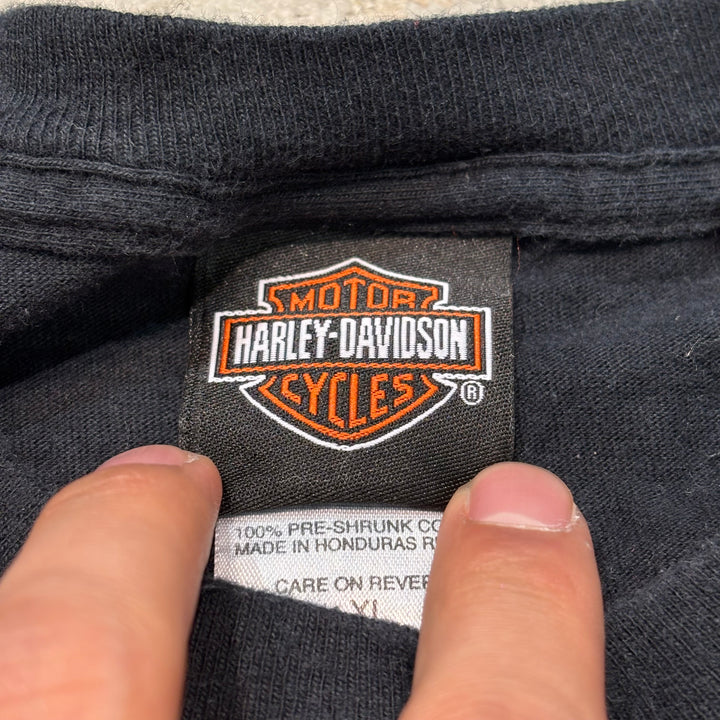 MOTOR
HARLEY-DAVIDSON
CYCLES
®
100% PRE-SHRUNK CO
MADE IN HONDURAS R
CARE ON REVER
XL